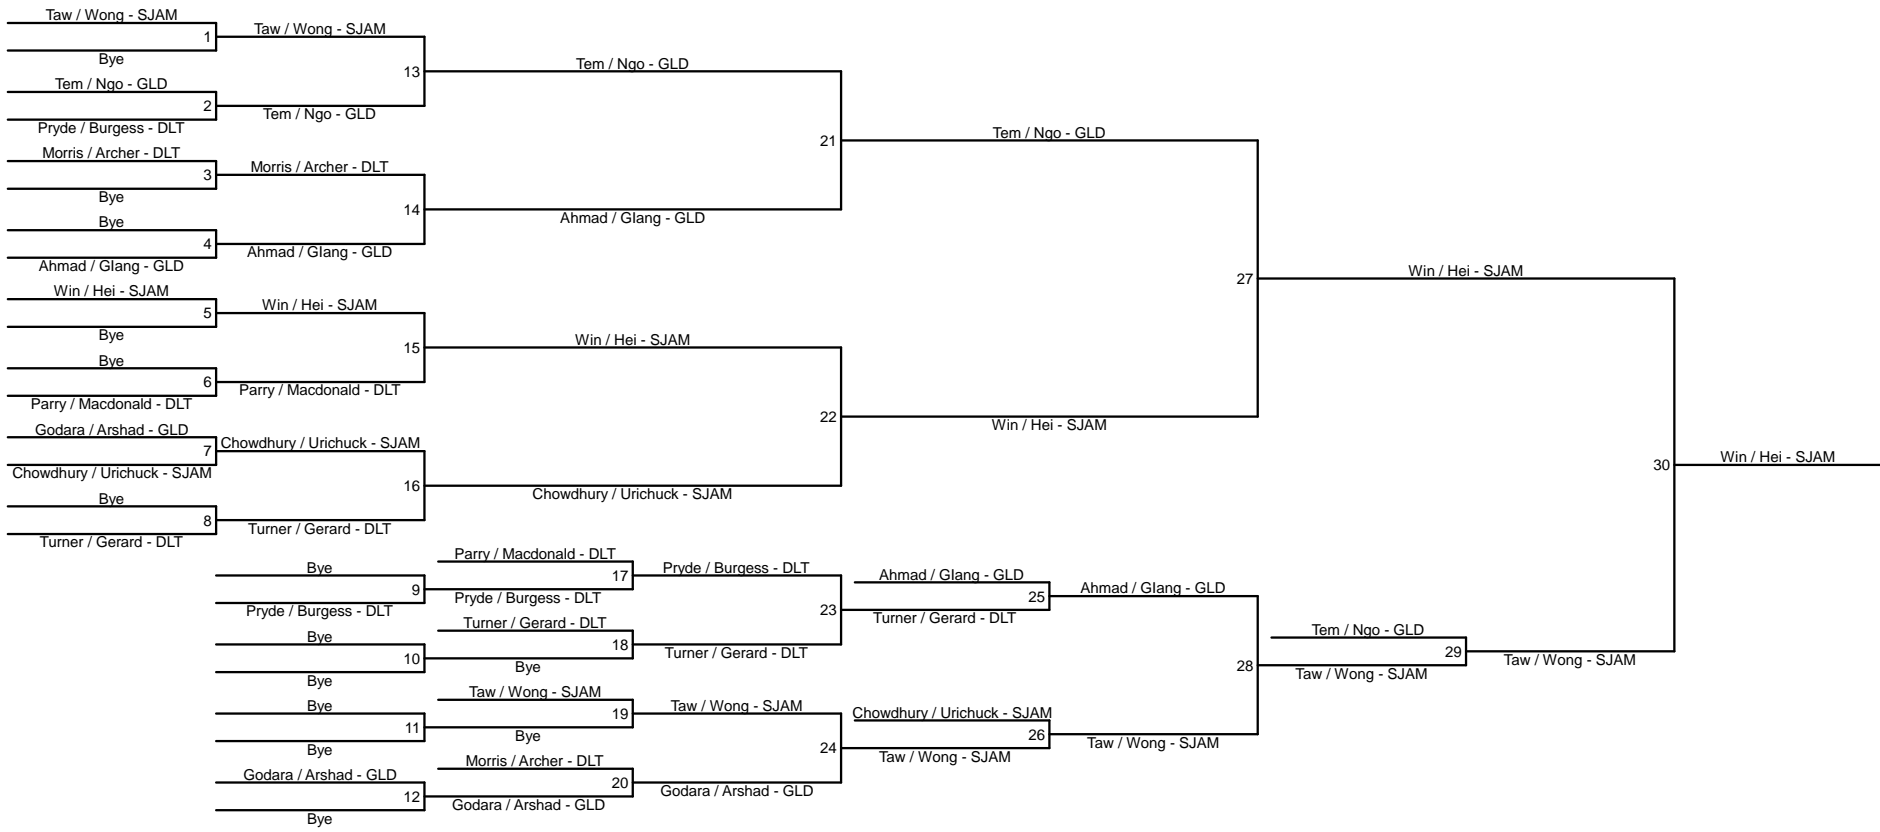 Taw / Wong - SJAM
1
Bye
Tem / Ngo - GLD
2
Pryde / Burgess - DLT
Morris / Archer - DLT
3
Bye
Bye
4
Ahmad / GIang - GLD
Win / Hei - SJAM
5
Bye
Bye
6
Parry / Macdonald - DLT
Godara / Arshad - GLD
7
Chowdhury / Urichuck - SJAM
Bye
8
Turner / Gerard - DLT
Taw / Wong - SJAM
13
Tem / Ngo - GLD
Morris / Archer - DLT
14
Ahmad / GIang - GLD
Win / Hei - SJAM
15
Parry / Macdonald - DLT
Chowdhury / Urichuck - SJAM
16
Turner / Gerard - DLT
Tem / Ngo - GLD
21
Ahmad / GIang - GLD
Win / Hei - SJAM
22
Chowdhury / Urichuck - SJAM
Tem / Ngo - GLD
27
Win / Hei - SJAM
Win / Hei - SJAM
30
Win / Hei - SJAM
Bye
9
Pryde / Burgess - DLT
Bye
10
Bye
Bye
11
Bye
Godara / Arshad - GLD
12
Bye
Parry / Macdonald - DLT
17
Pryde / Burgess - DLT
Turner / Gerard - DLT
18
Bye
Taw / Wong - SJAM
19
Bye
Morris / Archer - DLT
20
Godara / Arshad - GLD
Pryde / Burgess - DLT
23
Turner / Gerard - DLT
Taw / Wong - SJAM
24
Godara / Arshad - GLD
Ahmad / GIang - GLD
25
Turner / Gerard - DLT
Chowdhury / Urichuck - SJAM
26
Taw / Wong - SJAM
Ahmad / GIang - GLD
28
Taw / Wong - SJAM
Tem / Ngo - GLD
29
Taw / Wong - SJAM
Taw / Wong - SJAM